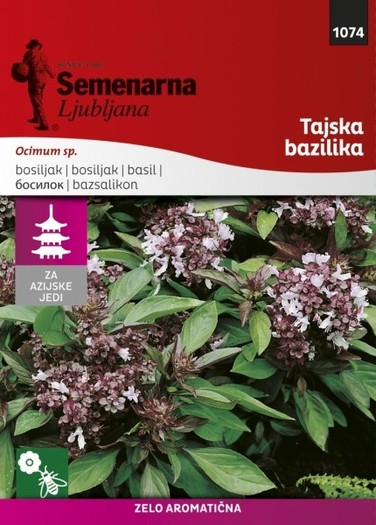 1074
Semenarna
Ljubljana
®
Tajska
bazilika
Ocimum sp.
bosiljak | bosiljak | basil |
босилок | bazsalikon
ZA
AZIJSKE
JEDI
ZELO AROMATIČNA